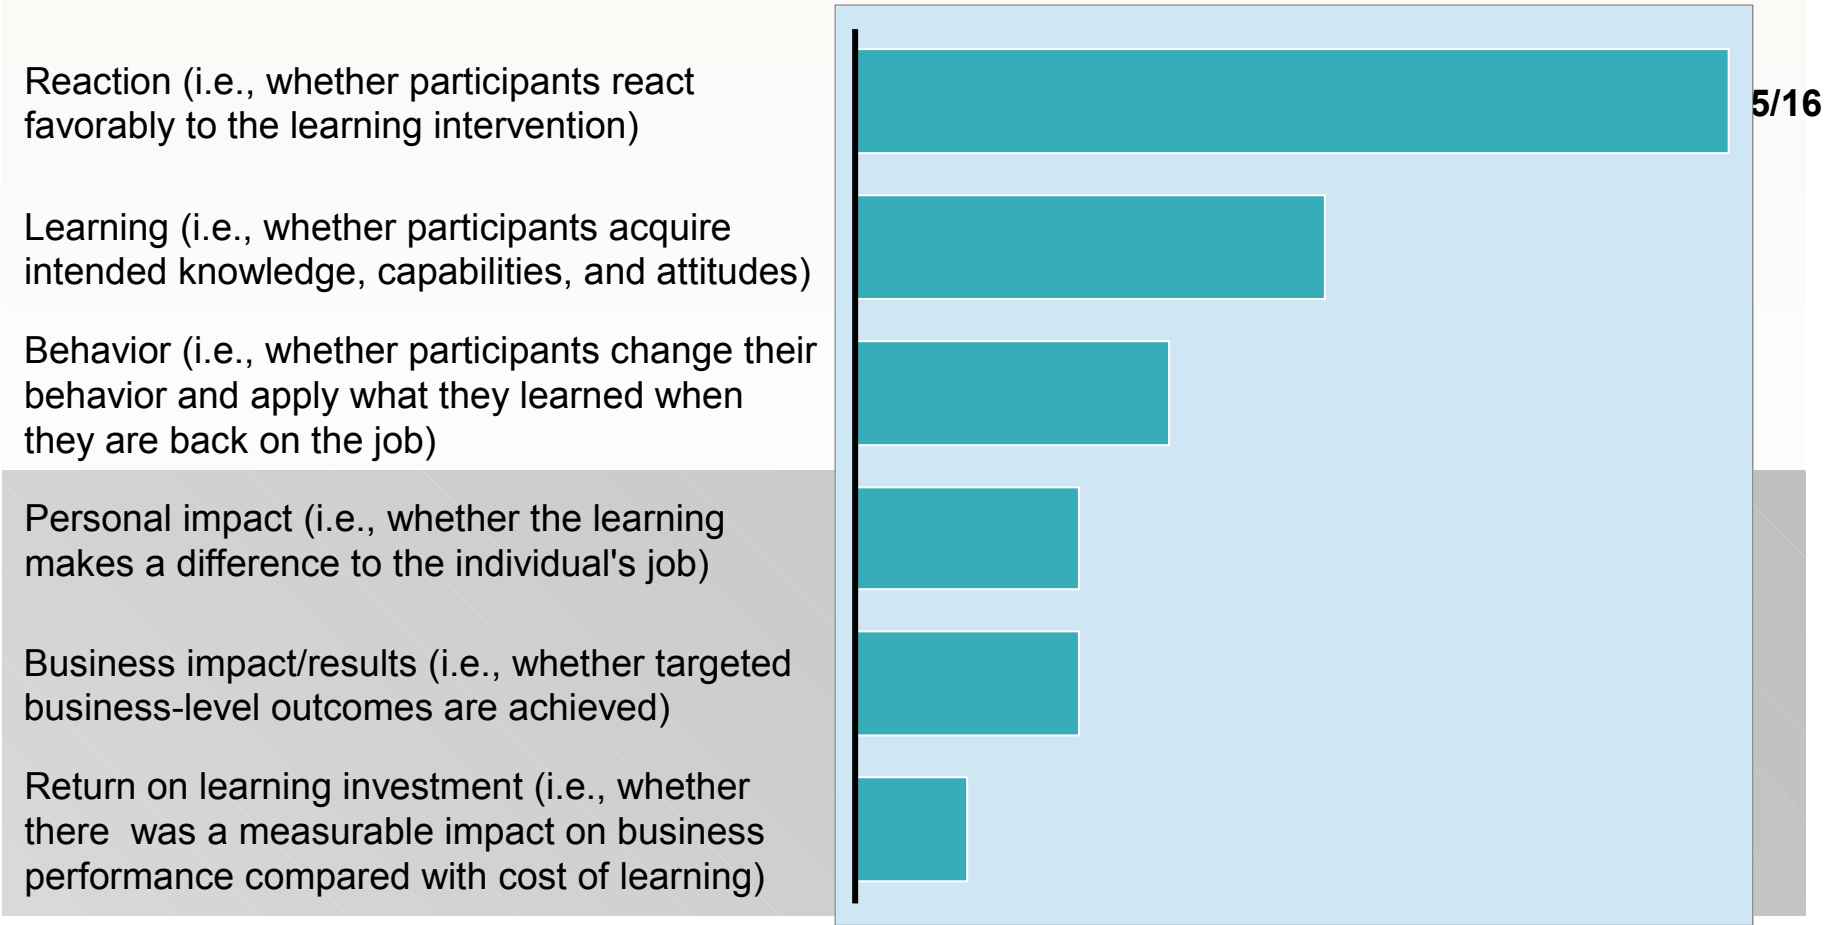 Reaction (i.e., whether participants react
favorably to the learning intervention)
5/16
Learning (i.e., whether participants acquire
intended knowledge, capabilities, and attitudes)
Behavior (i.e., whether participants change their
behavior and apply what they learned when
they are back on the job)
Personal impact (i.e., whether the learning
makes a difference to the individual's job)
Business impact/results (i.e., whether targeted
business-level outcomes are achieved)
Return on learning investment (i.e., whether
there  was a measurable impact on business
performance compared with cost of learning)